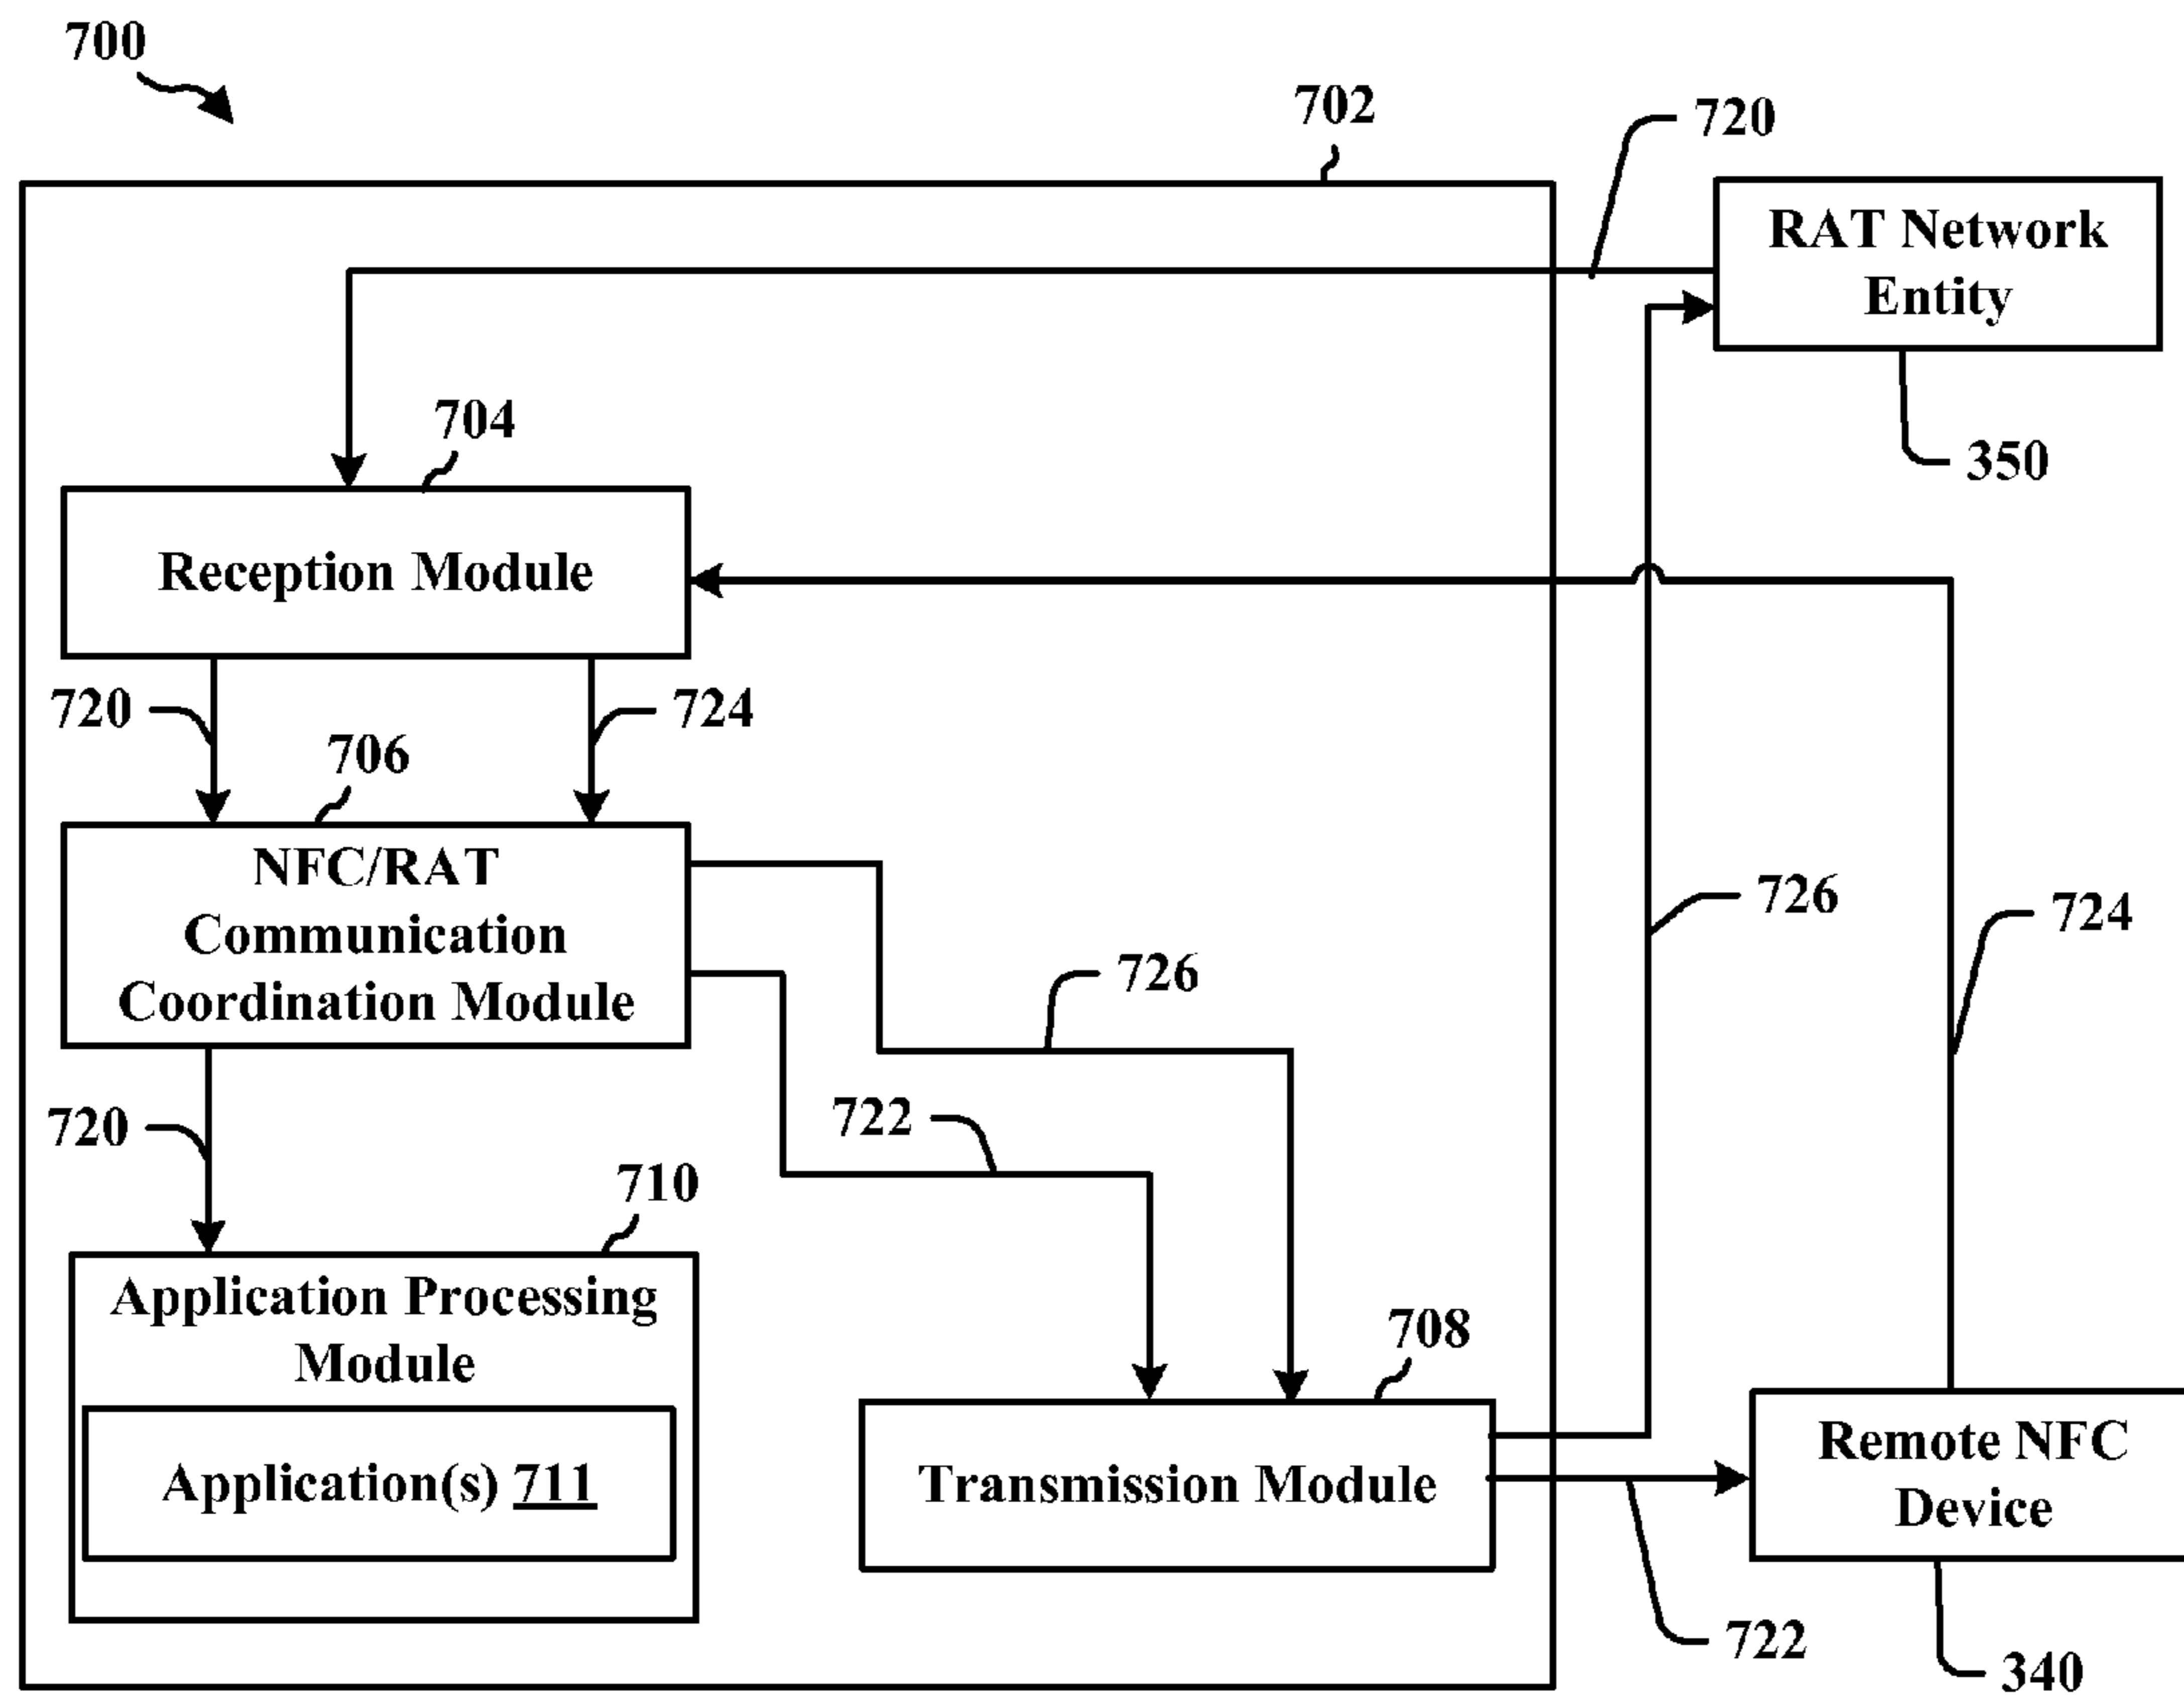 700
702
720
RAT Network
Entity
350
704
Reception Module
720
724
706
NFC/RAT
Communication
Coordination Module
726
726
724
720
722
710
Application Processing
Module
Application(s) 711
708
Transmission Module
Remote NFC
Device
722
340